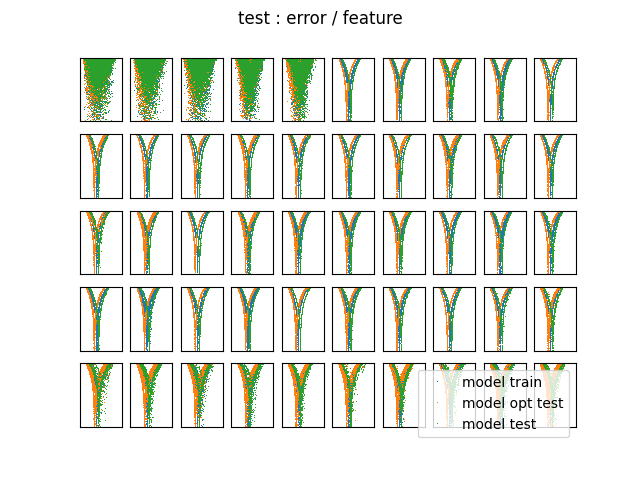 test : error / feature
model train
model opt test
model test